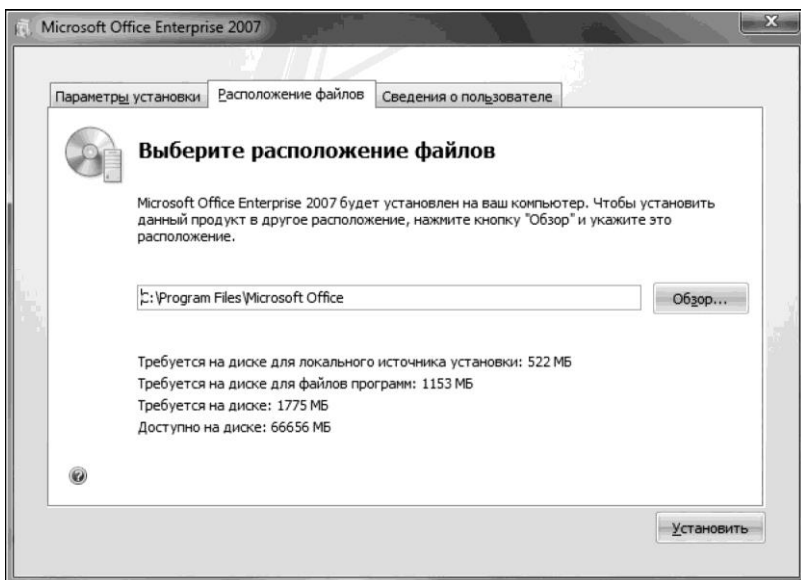 Microsoft Office Enterprise 2007
Параметры установки
Расположение файлов
Сведения о пользователе
Выберите расположение файлов
Microsoft Office Enterprise 2007 будет установлен на ваш компьютер. Чтобы установить
данный продукт в другое расположение, нажмите кнопку "Обзор" и укажите это
расположение.
C:\Program Files\Microsoft Office
Обзор...
Требуется на диске для локального источника установки: 522 МБ
Требуется на диске для файлов программ: 1153 МБ
Требуется на диске: 1775 МБ
Доступно на диске: 66656 МБ
Установить